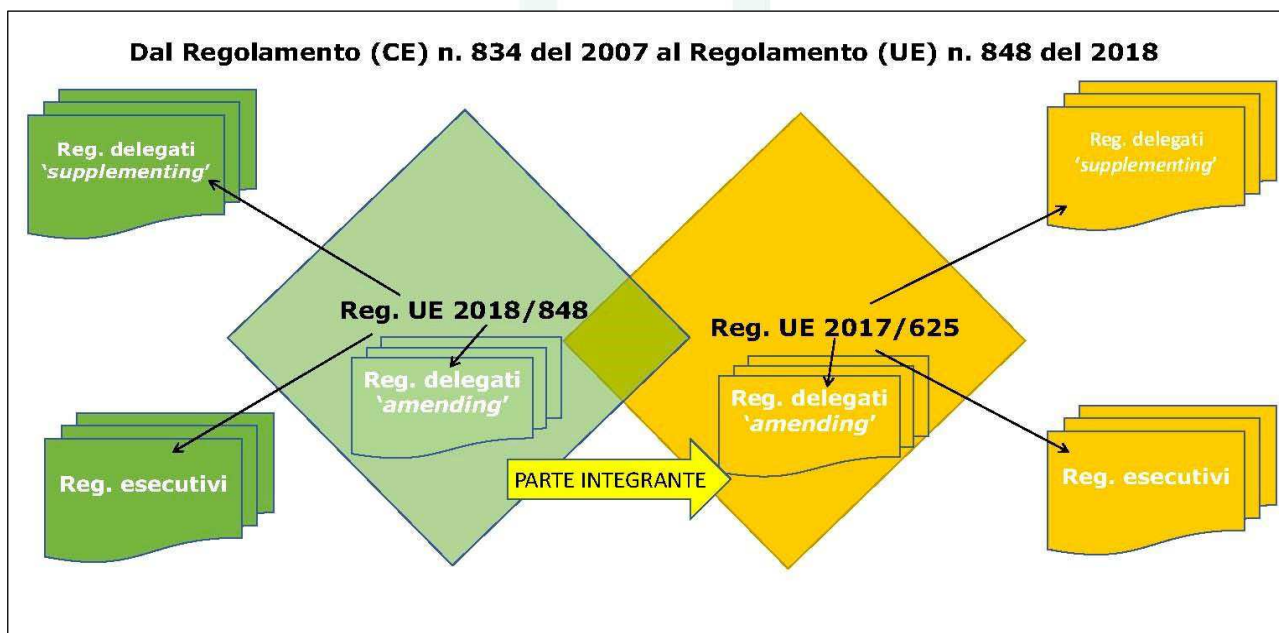 Dal Regolamento (CE) n. 834 del 2007 al Regolamento (UE) n. 848 del 2018
Reg. delegati
‘supplementing’
Reg. delegati
‘supplementing’
Reg. UE 2018/848
Reg. UE 2017/625
Reg. delegati
‘amending’
Reg. delegati
‘amending’
Reg. esecutivi
PARTE INTEGRANTE
Reg. esecutivi